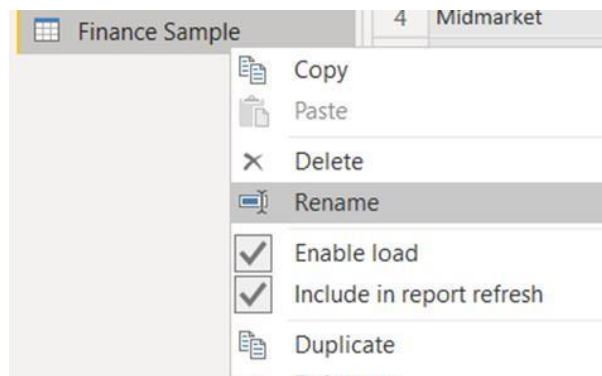 Finance Sample
4 Midmarket
Copy
Paste
Delete
Rename
Enable load
Include in report refresh
Duplicate